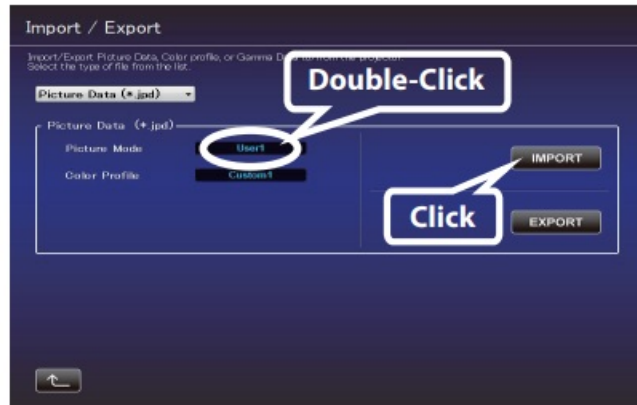 Import / Export
Import/Export Picture Data, Color profile, or Gamma D to/from the projector.
Select the type of file from the list.
Double-Click
Picture Data (*.jpd)
Picture Data (*.jpd)
Picture Mode
User1
IMPORT
Color Profile
Custom1
Click
EXPORT